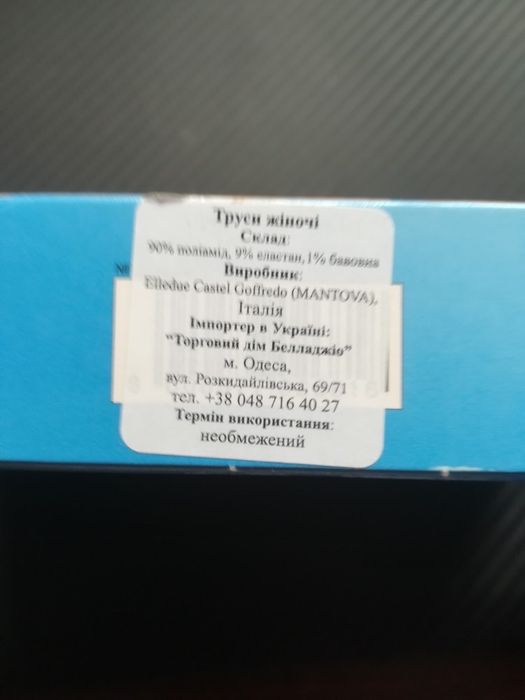 Труси жіночі
Склад:
90% поліамід, 9% еластан, 1% бавовна
№
Виробник:
Elledue Castel Goffredo (MANTOVA),
Італія
Імпортер в Україні:
"Торговий дім Белладжіо"
м. Одеса,
вул. Розкидайлівська, 69/71
тел. +38 048 716 40 27
Термін використання:
необмежений